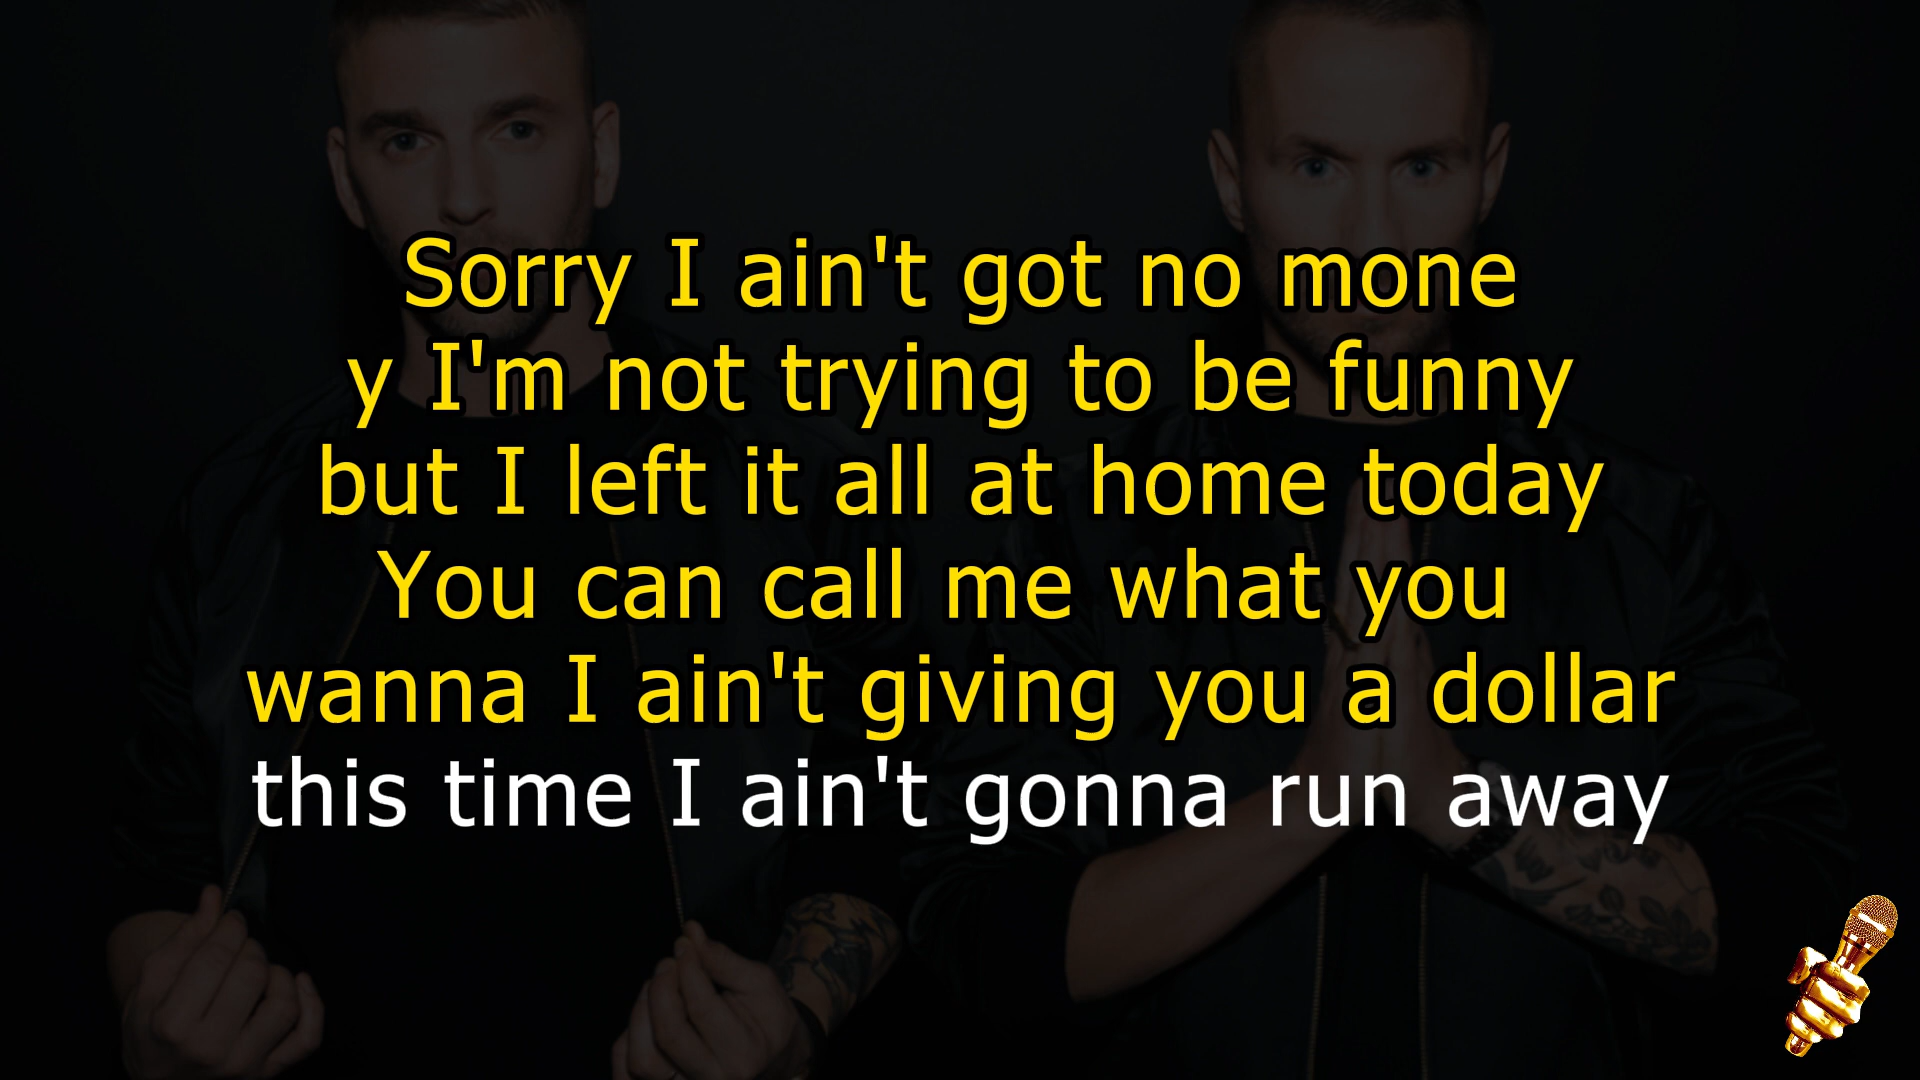 Sorry I ain't got no mone
y I'm not trying to be funny
but I left it all at home today
You can call me what you
wanna I ain't giving you a dollar
this time I ain't gonna run away